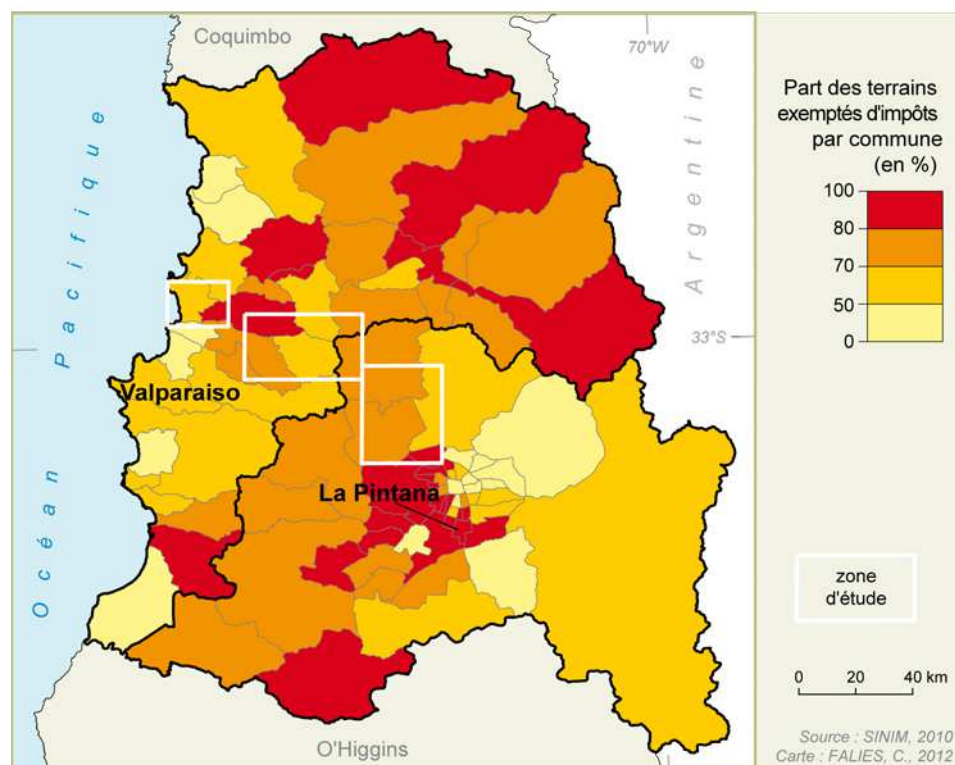 Coquimbo
70°W
Argentine
Océan Pacifique
33°S
Valparaiso
La Pintana
O'Higgins
Part des terrains
exemptés d'impôts
par commune
(en %)
100
80
70
50
0
zone
d'étude
0 20 40 km
Source : SINIM, 2010
Carte : FALIES, C., 2012